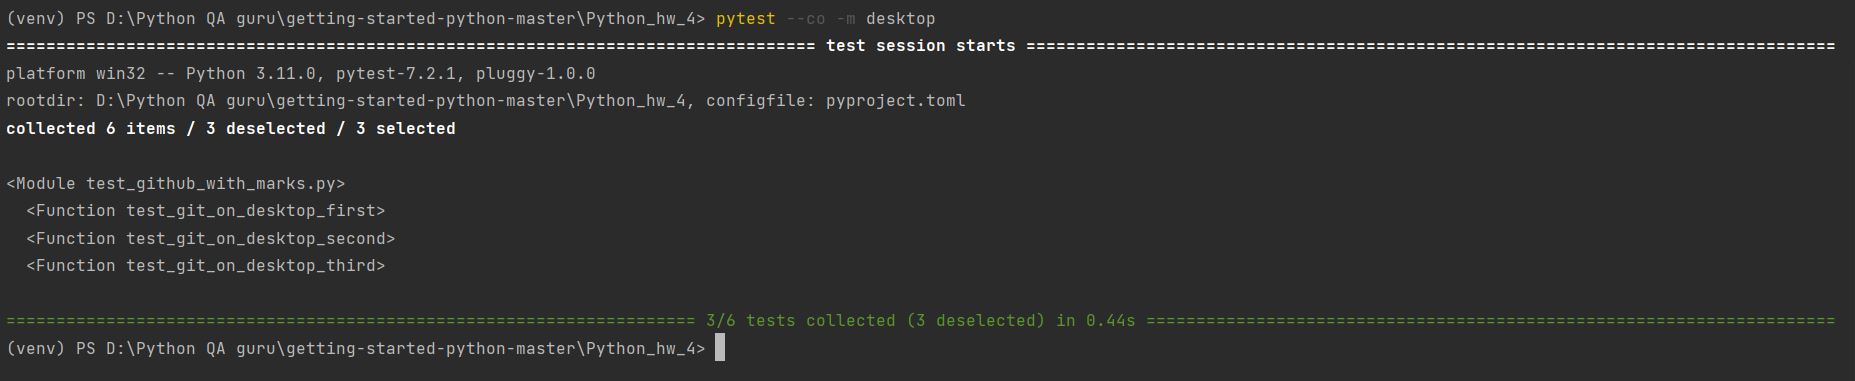 (venv) PS D:\Python QA guru\getting-started-python-master\Python_hw_4> pytest --co -m desktop
================================================================================= test session starts =================================================================================
platform win32 -- Python 3.11.0, pytest-7.2.1, pluggy-1.0.0
rootdir: D:\Python QA guru\getting-started-python-master\Python_hw_4, configfile: pyproject.toml
collected 6 items / 3 deselected / 3 selected
<Module test_github_with_marks.py>
  <Function test_git_on_desktop_first>
  <Function test_git_on_desktop_second>
  <Function test_git_on_desktop_third>
===================================================================== 3/6 tests collected (3 deselected) in 0.44s =====================================================================
(venv) PS D:\Python QA guru\getting-started-python-master\Python_hw_4>